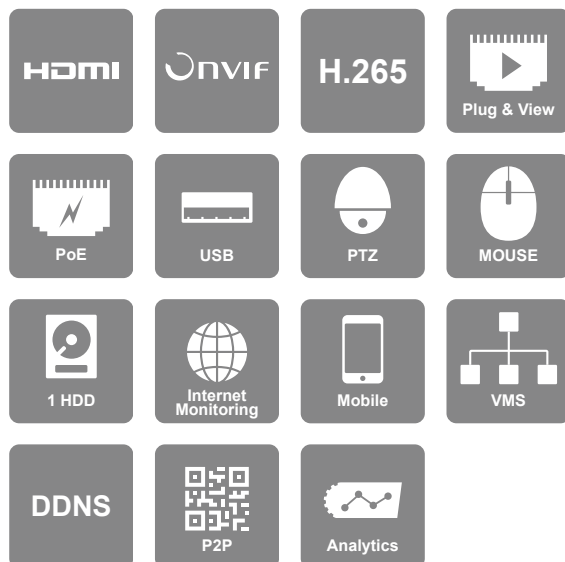 HDMI
ONVIF
H.265
Plug & View
PoE
USB
PTZ
MOUSE
1 HDD
Internet
Monitoring
Mobile
VMS
DDNS
P2P
Analytics